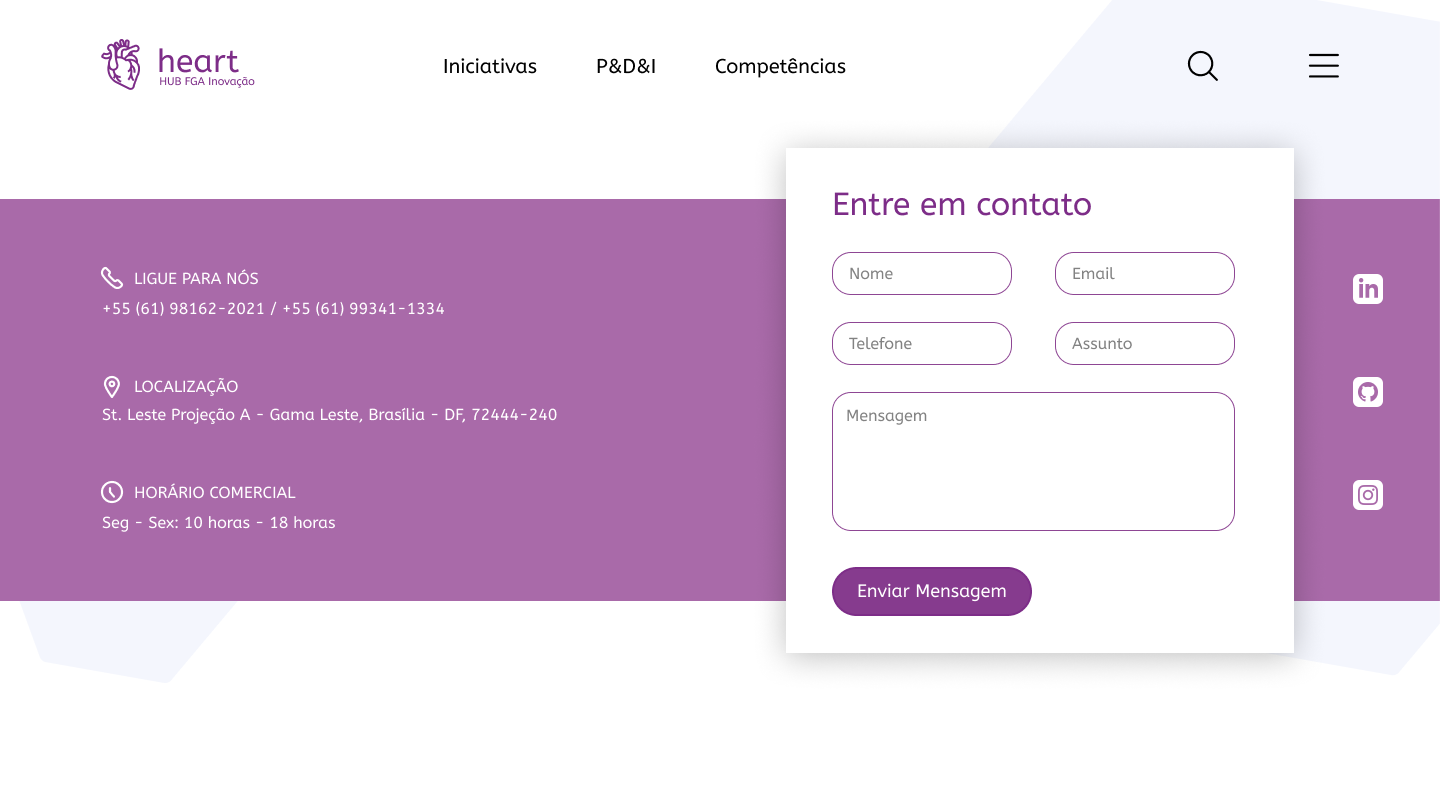 heart
HUB FGA Inovação
Iniciativas
P&D&I
Competências
LIGUE PARA NÓS
+55 (61) 98162-2021 / +55 (61) 99341-1334
LOCALIZAÇÃO
St. Leste Projeção A - Gama Leste, Brasília - DF, 72444-240
HORÁRIO COMERCIAL
Seg - Sex: 10 horas - 18 horas
Entre em contato
Nome
Email
Telefone
Assunto
Mensagem
Enviar Mensagem
in